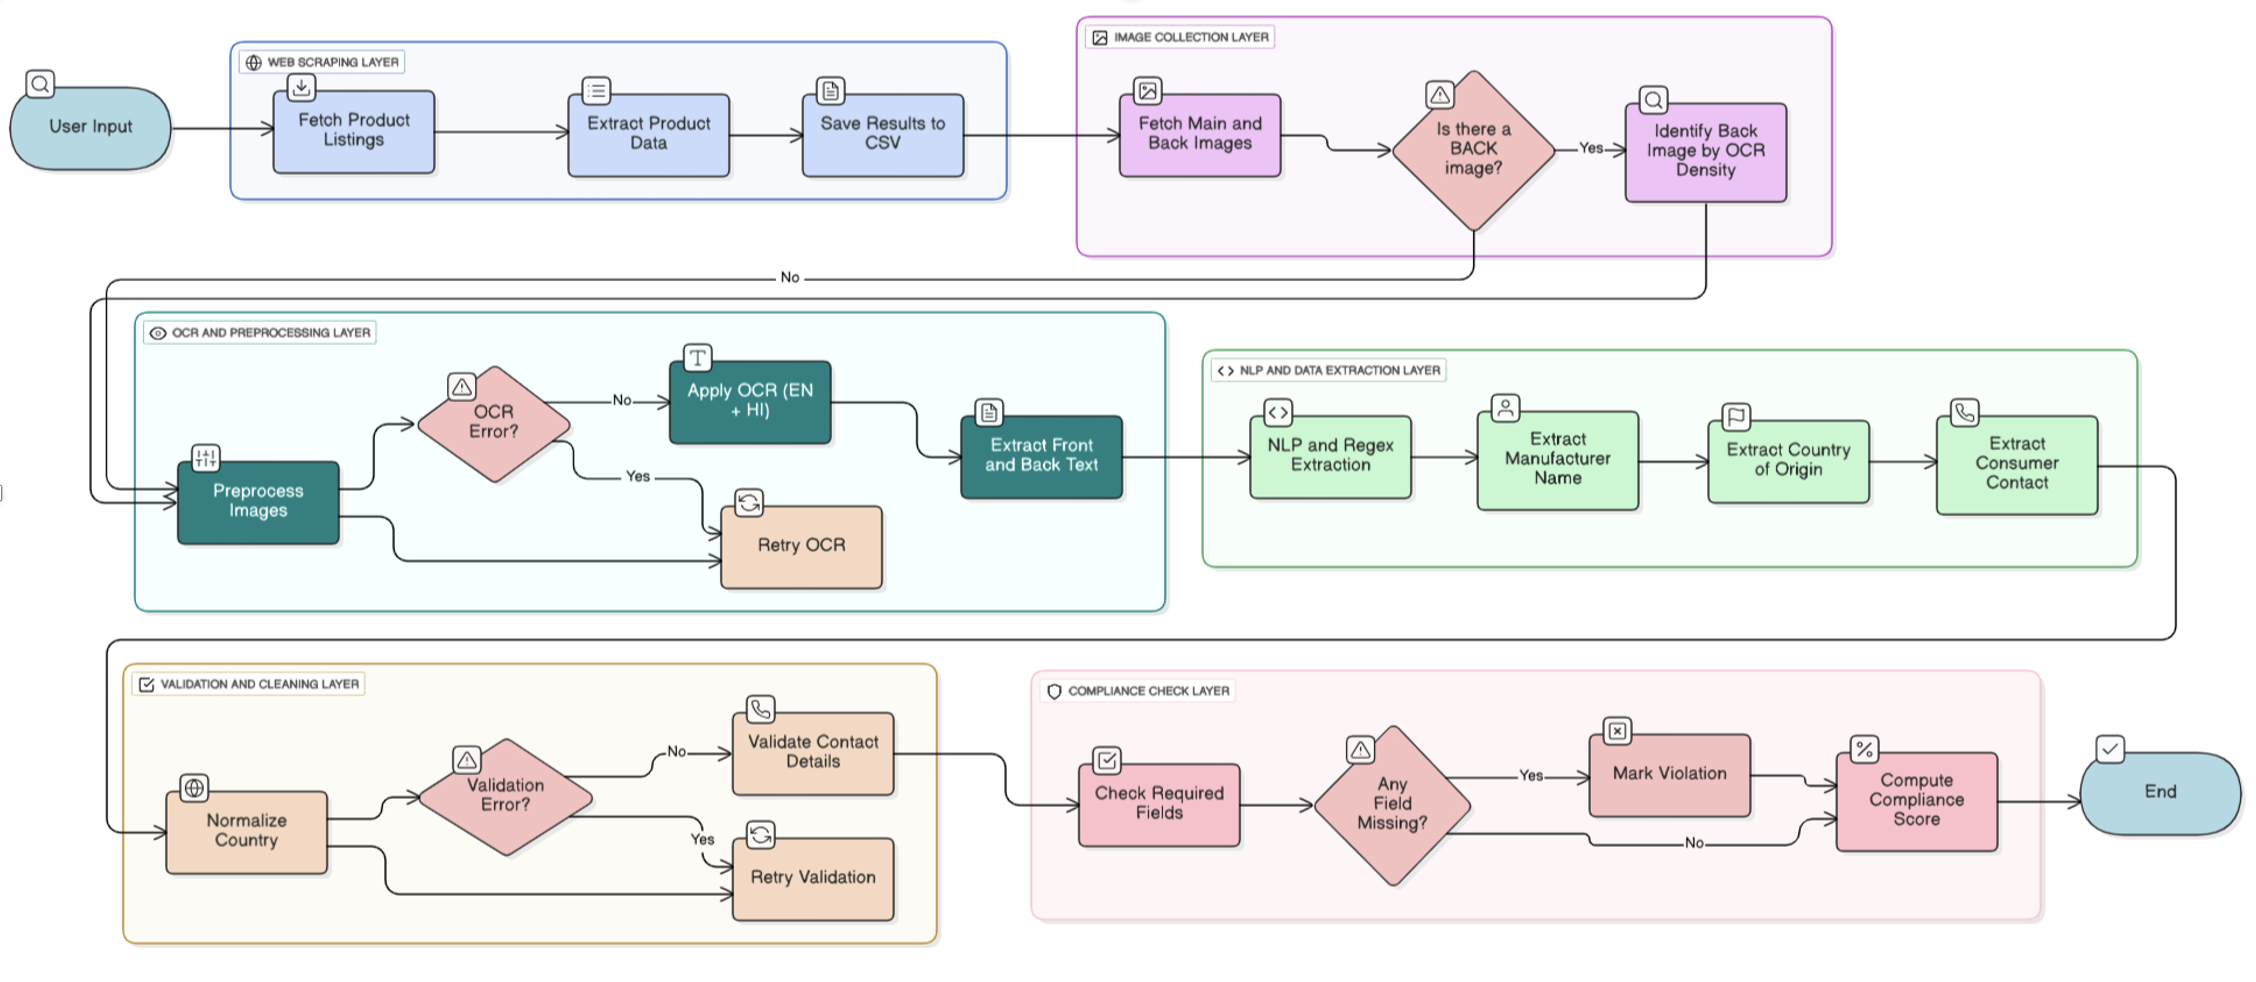 WEB SCRAPING LAYER
IMAGE COLLECTION LAYER
User Input
Fetch Product
Listings
Extract Product
Data
Save Results to
CSV
Fetch Main and
Back Images
Is there a
BACK
image?
Yes
Identify Back
Image by OCR
Density
No
OCR AND PREPROCESSING LAYER
Preprocess
Images
OCR
Error?
No
Yes
Apply OCR (EN
+ HI)
Retry OCR
Extract Front
and Back Text
NLP AND DATA EXTRACTION LAYER
NLP and Regex
Extraction
Extract
Manufacturer
Name
Extract Country
of Origin
Extract
Consumer
Contact
VALIDATION AND CLEANING LAYER
Normalize
Country
Validation
Error?
No
Yes
Validate Contact
Details
Retry Validation
COMPLIANCE CHECK LAYER
Check Required
Fields
Any
Field
Missing?
Yes
No
Mark Violation
Compute
Compliance
Score
End